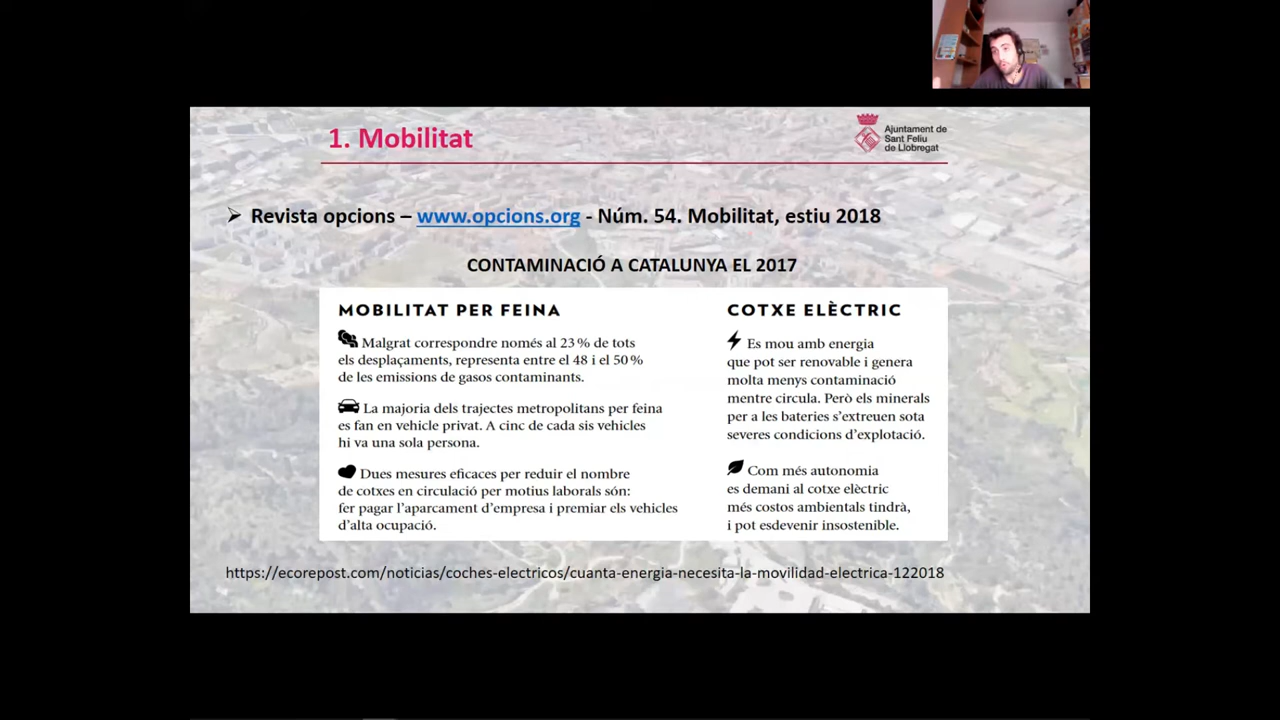 1. Mobilitat
Ajuntament de
Sant Feliu
de Llobregat
➢ Revista opcions – www.opcions.org - Núm. 54. Mobilitat, estiu 2018
CONTAMINACIÓ A CATALUNYA EL 2017
MOBILITAT PER FEINA
Malgrat correspondre només al 23 % de tots
els desplaçaments, representa entre el 48 i el 50 %
de les emissions de gasos contaminants.
La majoria dels trajectes metropolitans per feina
es fan en vehicle privat. A cinc de cada sis vehicles
hi va una sola persona.
Dues mesures eficaces per reduir el nombre
de cotxes en circulació per motius laborals són:
fer pagar l’aparcament d’empresa i premiar els vehicles
d’alta ocupació.
COTXE ELÈCTRIC
Es mou amb energia
que pot ser renovable i genera
molta menys contaminació
mentre circula. Però els minerals
per a les bateries s’extreuen sota
severes condicions d’explotació.
Com més autonomia
es demani al cotxe elèctric
més costos ambientals tindrà,
i pot esdevenir insostenible.
https://ecorepost.com/noticias/coches-electricos/cuanta-energia-necesita-la-movilidad-electrica-122018